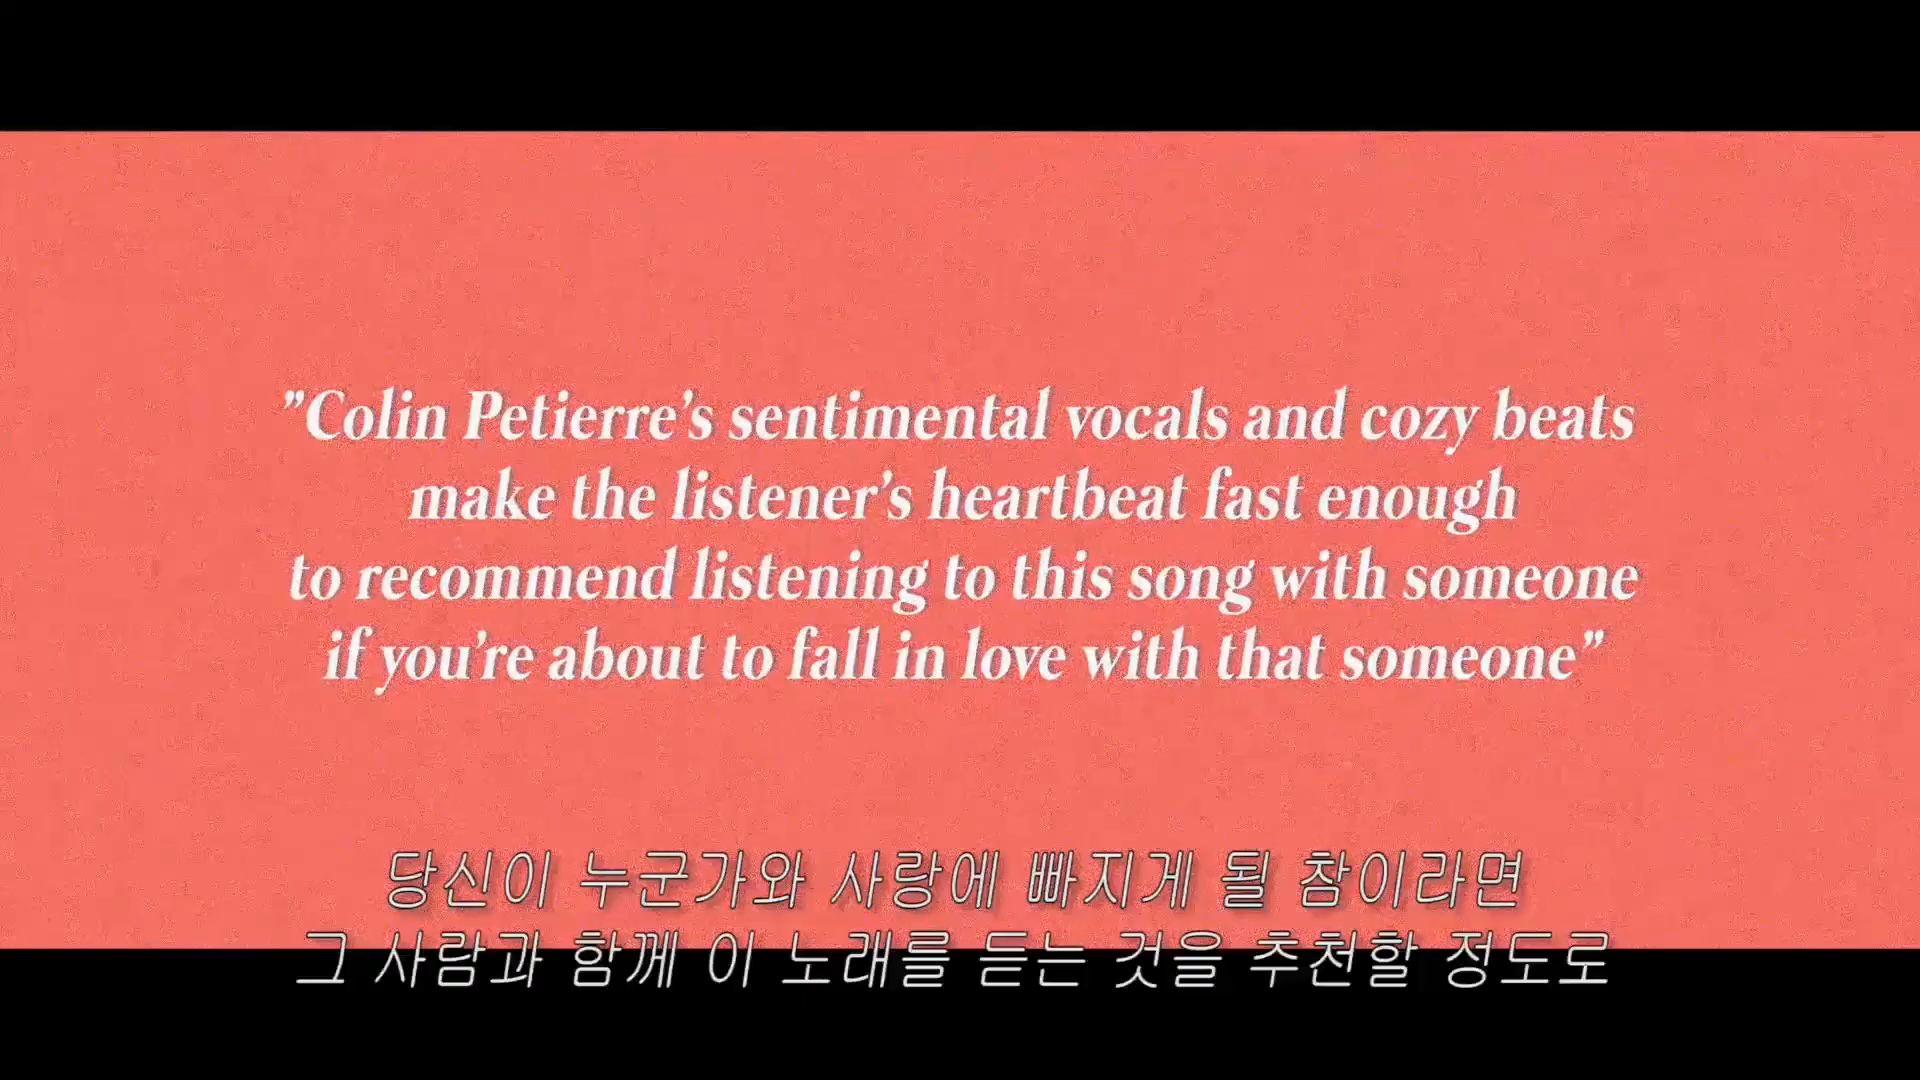 ”Colin Petierre’s sentimental vocals and cozy beats
make the listener’s heartbeat fast enough
to recommend listening to this song with someone
if you’re about to fall in love with that someone”
당신이 누군가와 사랑에 빠지게 될 참이라면
그 사람과 함께 이 노래를 듣는 것을 추천할 정도로